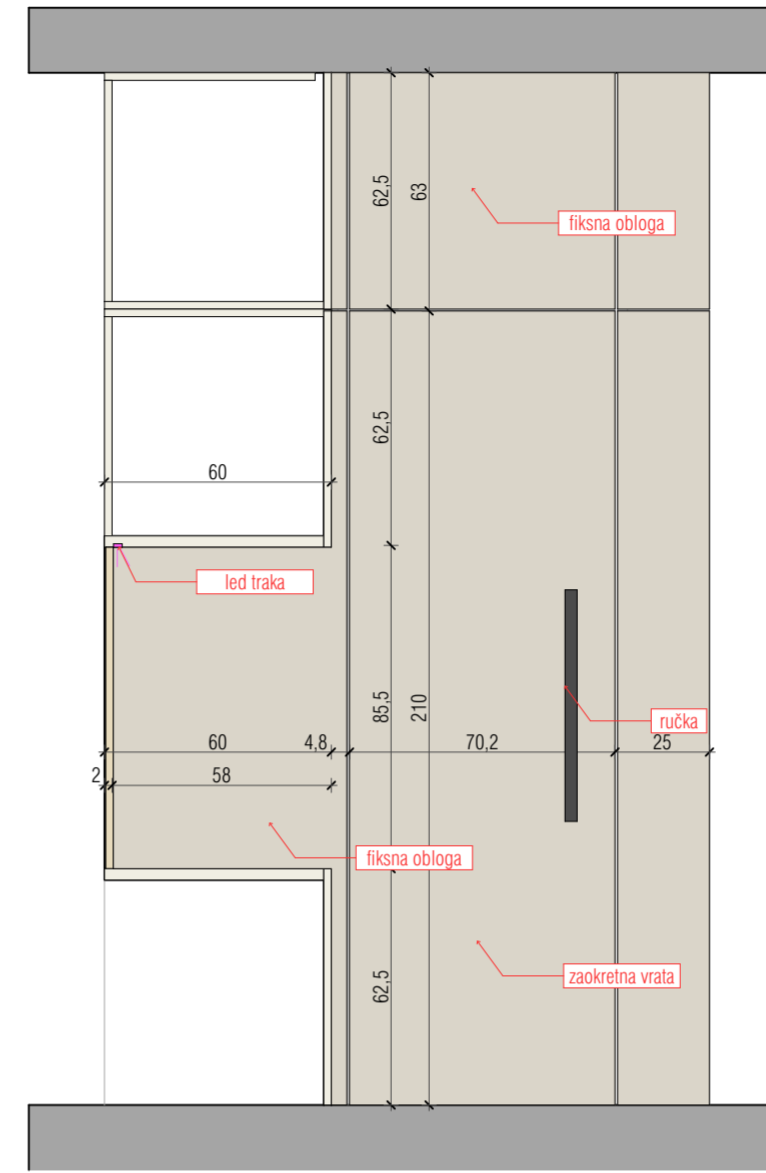 62,5
63
fiksna obloga
62,5
60
led traka
85,5
210
ručka
60
4,8
70,2
25
2
58
fiksna obloga
zaokretna vrata
62,5